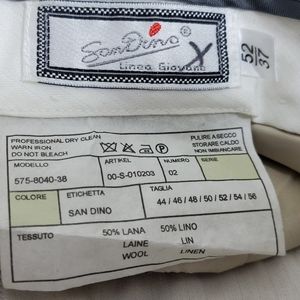 SanDino®
Linea Giovane
Y
52
37
PROFESSIONAL DRY CLEAN
WARM IRON
DO NOT BLEACH
PULIRE A SECCO
STIRARE CALDO
NON IMBIANCARE
MODELLO ARTIKEL NUMERO SERIE
575-8040-38 00-S-010203 02
COLORE ETICHETTA TAGLIA
SAN DINO 44 / 46 / 48 / 50 / 52 / 54 / 56
TESSUTO 50% LANA 50% LINO
LAINE LIN
WOOL LINEN